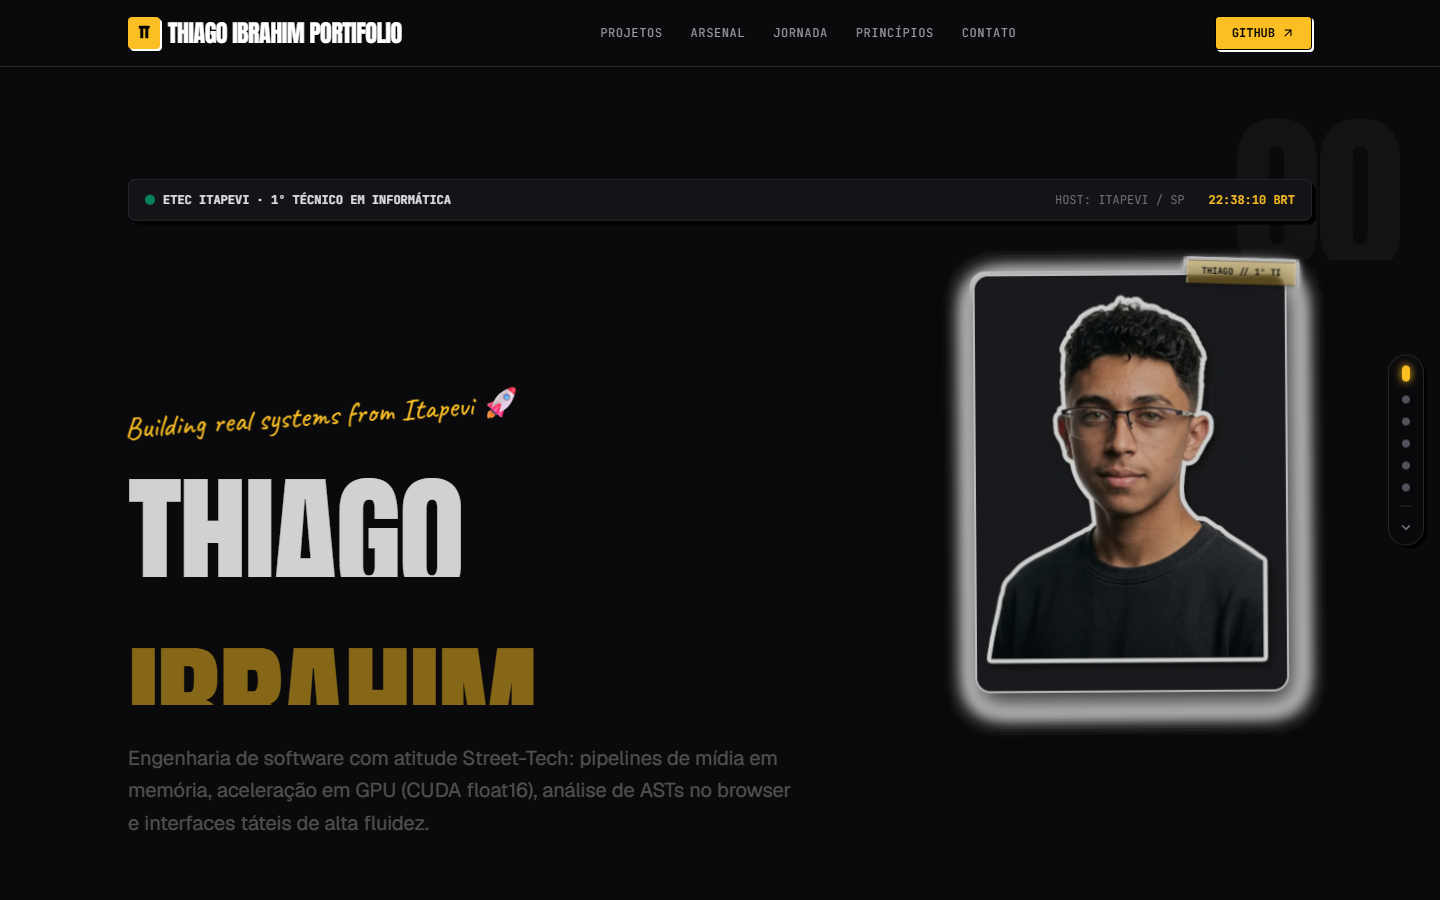 TI THIAGO IBRAHIM PORTIFOLIO
PROJETOS ARSENAL JORNADA PRINCÍPIOS CONTATO
GITHUB
00
ETEC ITAPEVI · 1º TÉCNICO EM INFORMÁTICA
HOST: ITAPEVI / SP 22:38:10 BRT
THIAGO // 1º TI
Building real systems from Itapevi 🚀
THIAGO
IBRAHIM
Engenharia de software com atitude Street-Tech: pipelines de mídia em
memória, aceleração em GPU (CUDA float16), análise de ASTs no browser
e interfaces táteis de alta fluidez.